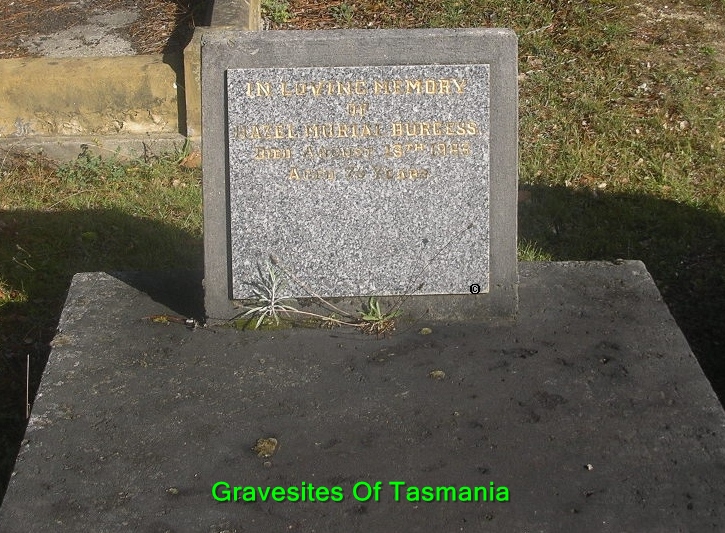 IN LOVING MEMORY
OF
HAZEL MURIAL BURGESS
DIED AUGUST
AGED YEARS
Gravesites Of Tasmania